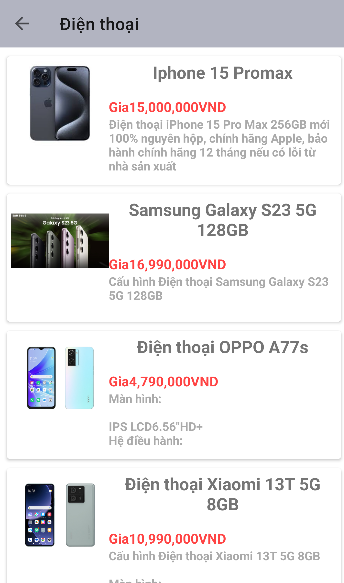 Điện thoại
Iphone 15 Promax
Gia15,000,000VND
Điện thoại iPhone 15 Pro Max 256GB mới
100% nguyên hộp, chính hãng Apple, bảo
hành chính hãng 12 tháng nếu có lỗi từ
nhà sản xuất
Samsung Galaxy S23 5G
128GB
Galaxy S23
Gia16,990,000VND
Cấu hình Điện thoại Samsung Galaxy S23
5G 128GB
Điện thoại OPPO A77s
Gia4,790,000VND
Màn hình:
IPS LCD6.56"HD+
Hệ điều hành:
Điện thoại Xiaomi 13T 5G
8GB
Gia10,990,000VND
Cấu hình Điện thoại Xiaomi 13T 5G 8GB
Màn hình: